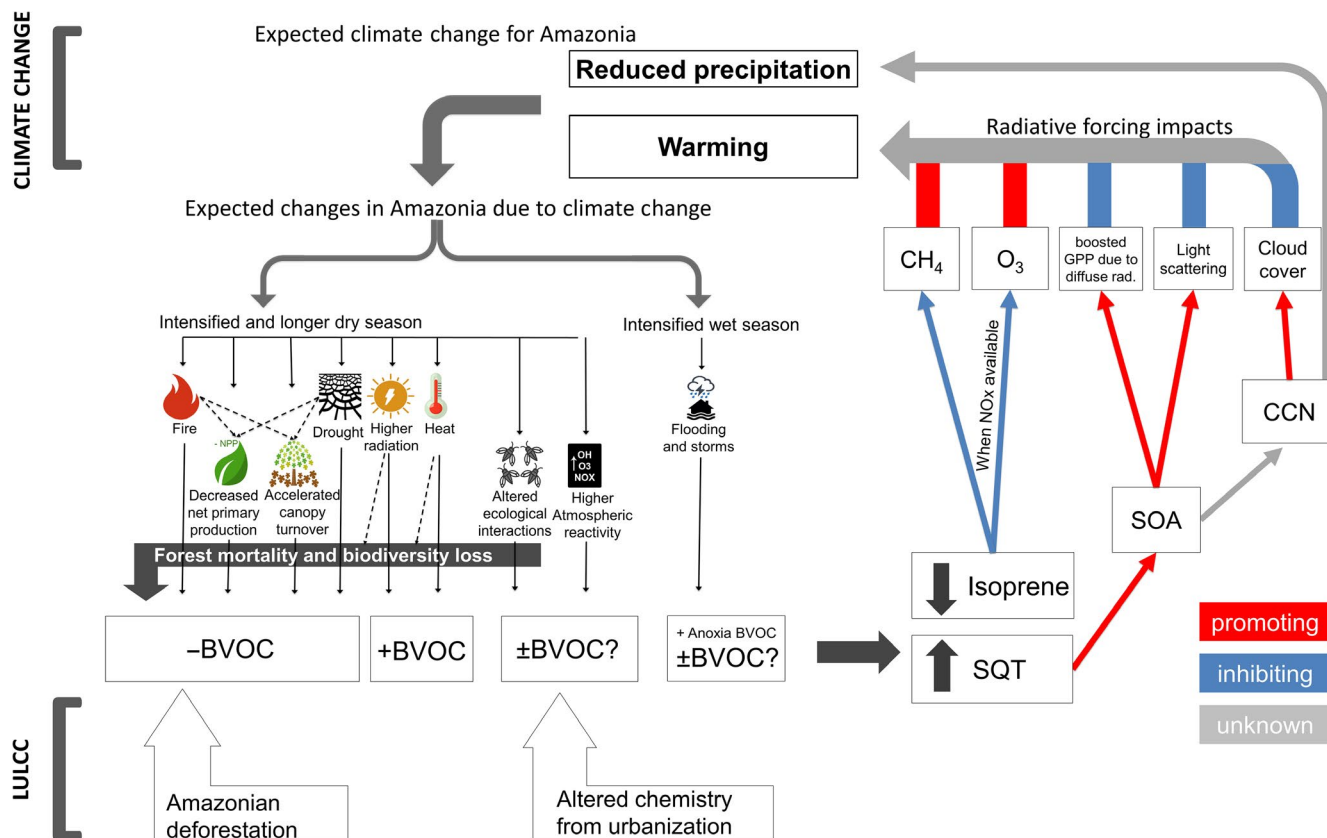 CLIMATE CHANGE
Expected climate change for Amazonia
Reduced precipitation
Warming
Radiative forcing impacts
Expected changes in Amazonia due to climate change
CH₄
O₃
boosted
GPP due to
diffuse rad.
Light
scattering
Cloud
cover
Intensified and longer dry season
Intensified wet season
Fire
- NPP
Decreased
net primary
production
Accelerated
canopy
turnover
Drought
Higher
radiation
Heat
Altered
ecological
interactions
OH
O3
NOX
Higher
Atmospheric
reactivity
Flooding
and storms
When NOx available
CCN
SOA
Forest mortality and biodiversity loss
–BVOC
+BVOC
±BVOC?
+ Anoxia BVOC
±BVOC?
Isoprene
SQT
promoting
inhibiting
unknown
LULCC
Amazonian
deforestation
Altered chemistry
from urbanization